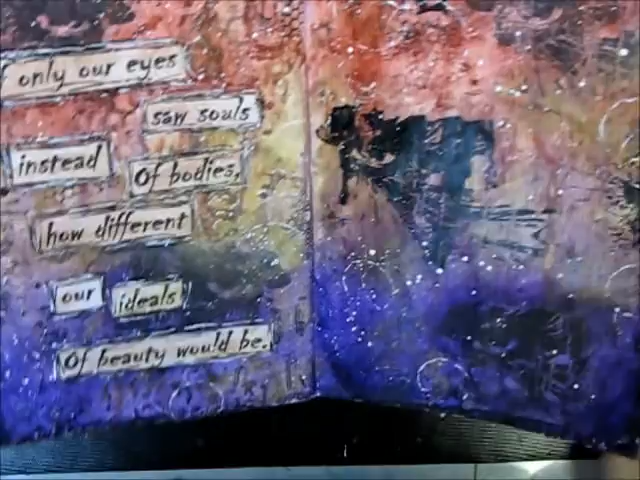 only our eyes
saw souls
instead
Of bodies,
how different
our ideals
Of beauty would be.